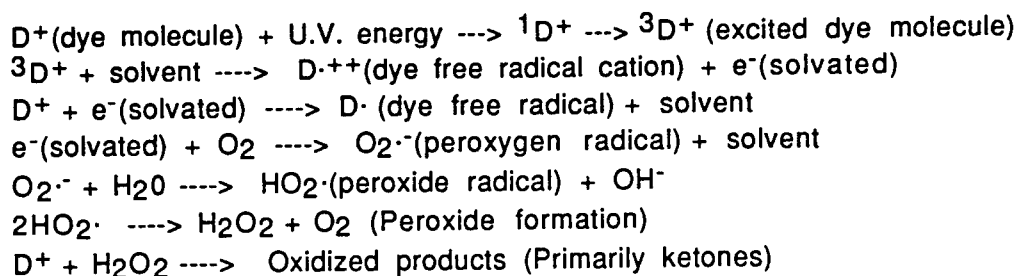 D⁺(dye molecule) + U.V. energy ---> ¹D⁺ ---> ³D⁺ (excited dye molecule)
³D⁺ + solvent ----> D·⁺⁺(dye free radical cation) + e⁻(solvated)
D⁺ + e⁻(solvated) ----> D· (dye free radical) + solvent
e⁻(solvated) + O₂ ----> O₂·⁻(peroxygen radical) + solvent
O₂·⁻ + H₂0 ----> HO₂·(peroxide radical) + OH⁻
2HO₂· ----> H₂O₂ + O₂ (Peroxide formation)
D⁺ + H₂O₂ ----> Oxidized products (Primarily ketones)